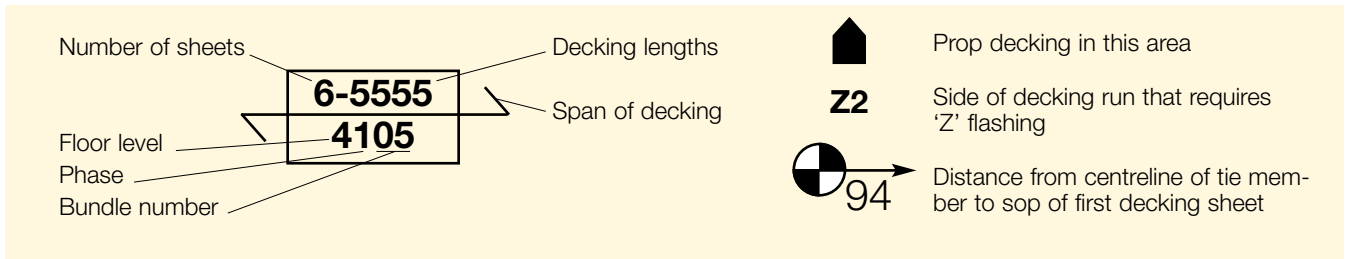 Number of sheets
Decking lengths
6-5555
Span of decking
4105
Floor level
Phase
Bundle number
Prop decking in this area
Z2
Side of decking run that requires
‘Z’ flashing
94
Distance from centreline of tie mem-
ber to sop of first decking sheet